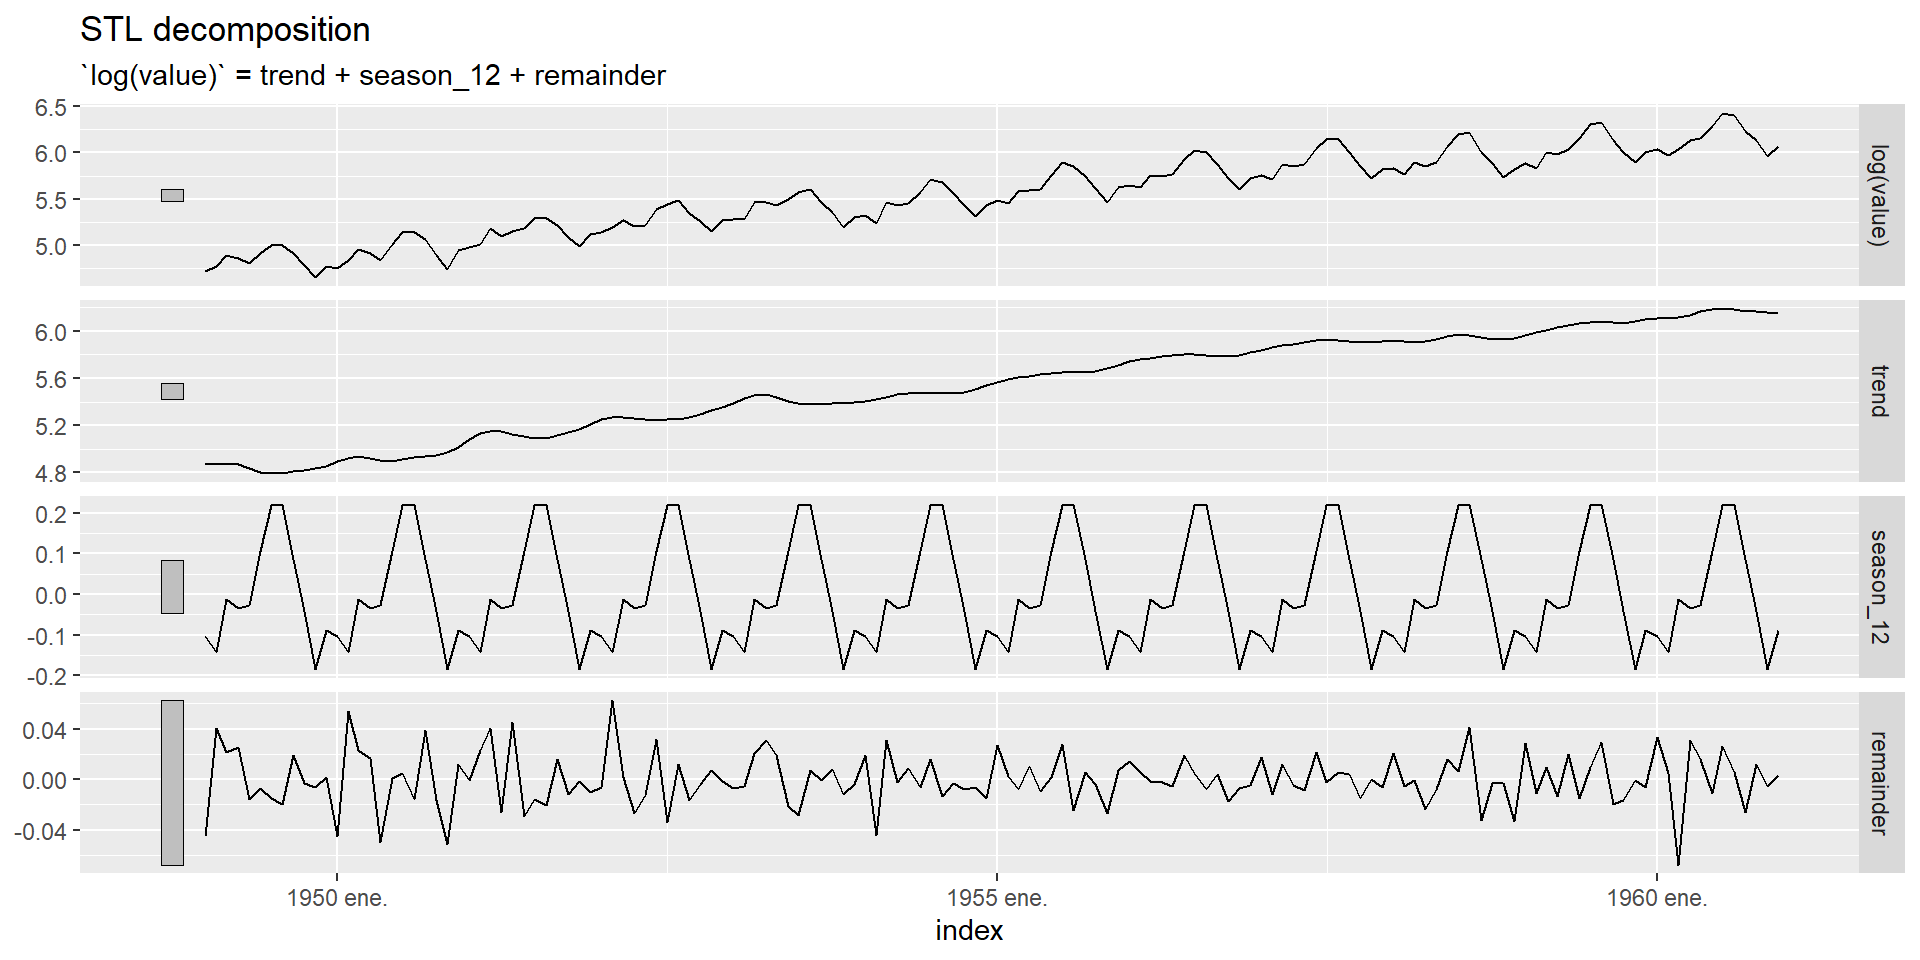 STL decomposition
`log(value)` = trend + season_12 + remainder
6.5
6.0
5.5
5.0
log(value)
6.0
5.6
5.2
4.8
trend
0.2
0.1
0.0
-0.1
-0.2
season_12
0.04
0.00
-0.04
remainder
1950 ene.
1955 ene.
1960 ene.
index